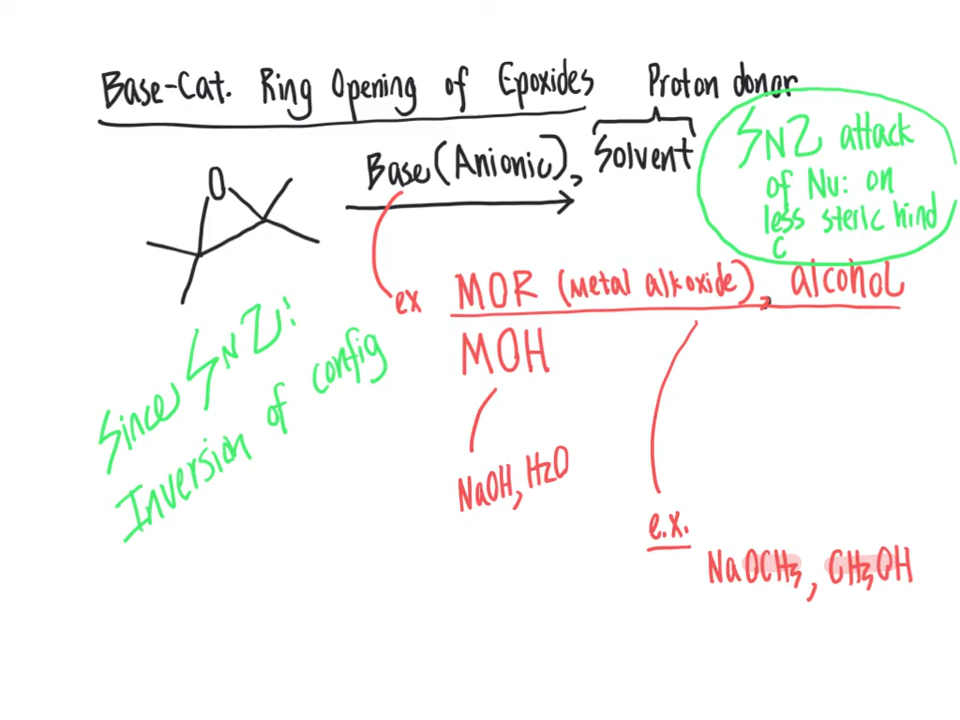 Base-Cat. Ring Opening of Epoxides
Proton donor
Base (Anionic), Solvent
O
SN2 attack
of Nu: on
less steric hind
C
ex
MOR (Metal alkoxide), alcohol
MOH
Since SN2:
Inversion of config
NaOH, H2O
e.x.
NaOCH3, CH3OH